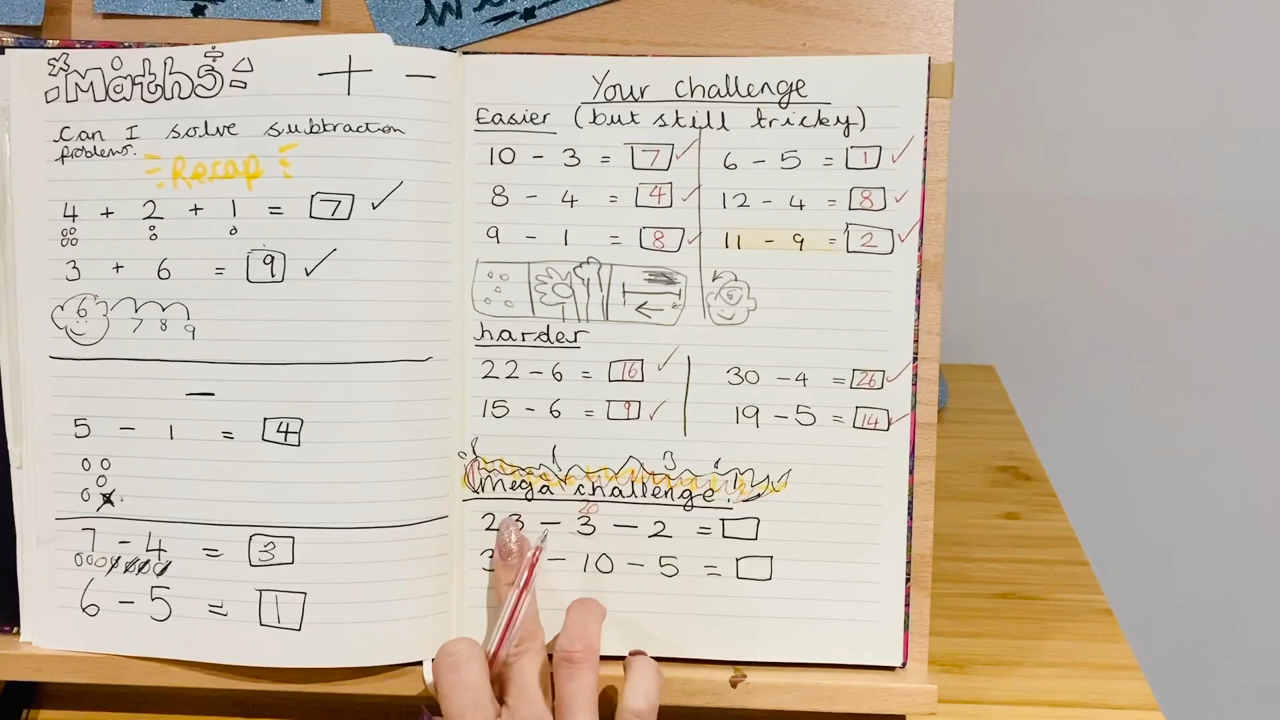 Maths + -
Can I solve subtraction
problems.
Recap
4 + 2 + 1 = 7 ✓
3 + 6 = 9 ✓
6 7 8 9
-
5 - 1 = 4
7 - 4 = 3
6 - 5 = 1
Your challenge
Easier (but still tricky)
10 - 3 = 7 ✓
8 - 4 = 4 ✓
9 - 1 = 8 ✓
6 - 5 = 1 ✓
12 - 4 = 8 ✓
11 - 9 = 2 ✓
harder
22 - 6 = 16 ✓
15 - 6 = 9 ✓
30 - 4 = 26 ✓
19 - 5 = 14 ✓
mega challenge!
20
23 - 3 - 2 =
- 10 - 5 =